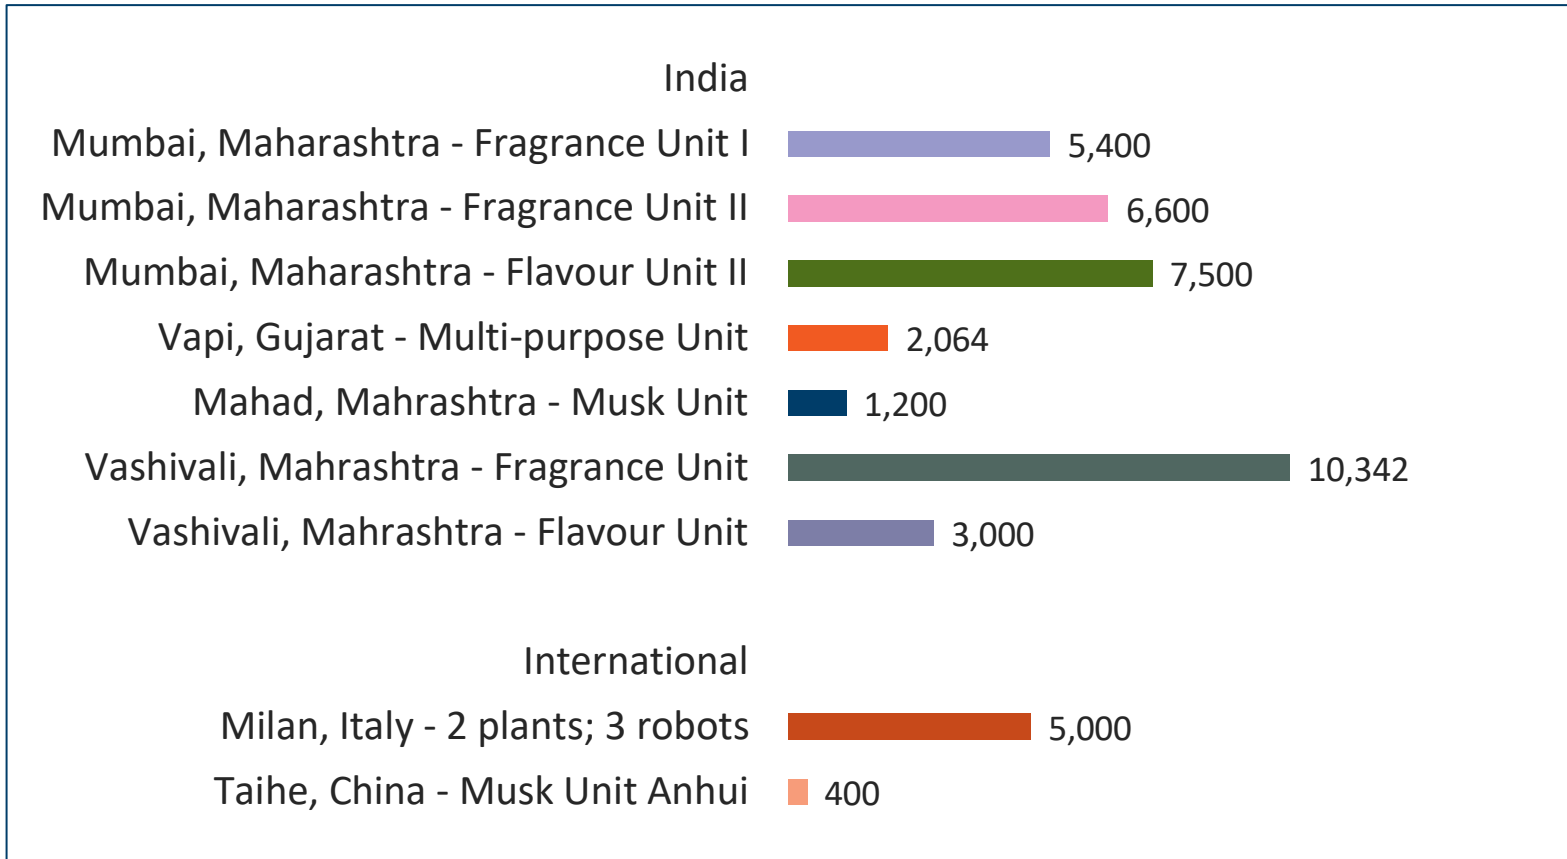 India
Mumbai, Maharashtra - Fragrance Unit I 5,400
Mumbai, Maharashtra - Fragrance Unit II 6,600
Mumbai, Maharashtra - Flavour Unit II 7,500
Vapi, Gujarat - Multi-purpose Unit 2,064
Mahad, Mahrashtra - Musk Unit 1,200
Vashivali, Mahrashtra - Fragrance Unit 10,342
Vashivali, Mahrashtra - Flavour Unit 3,000
International
Milan, Italy - 2 plants; 3 robots 5,000
Taihe, China - Musk Unit Anhui 400